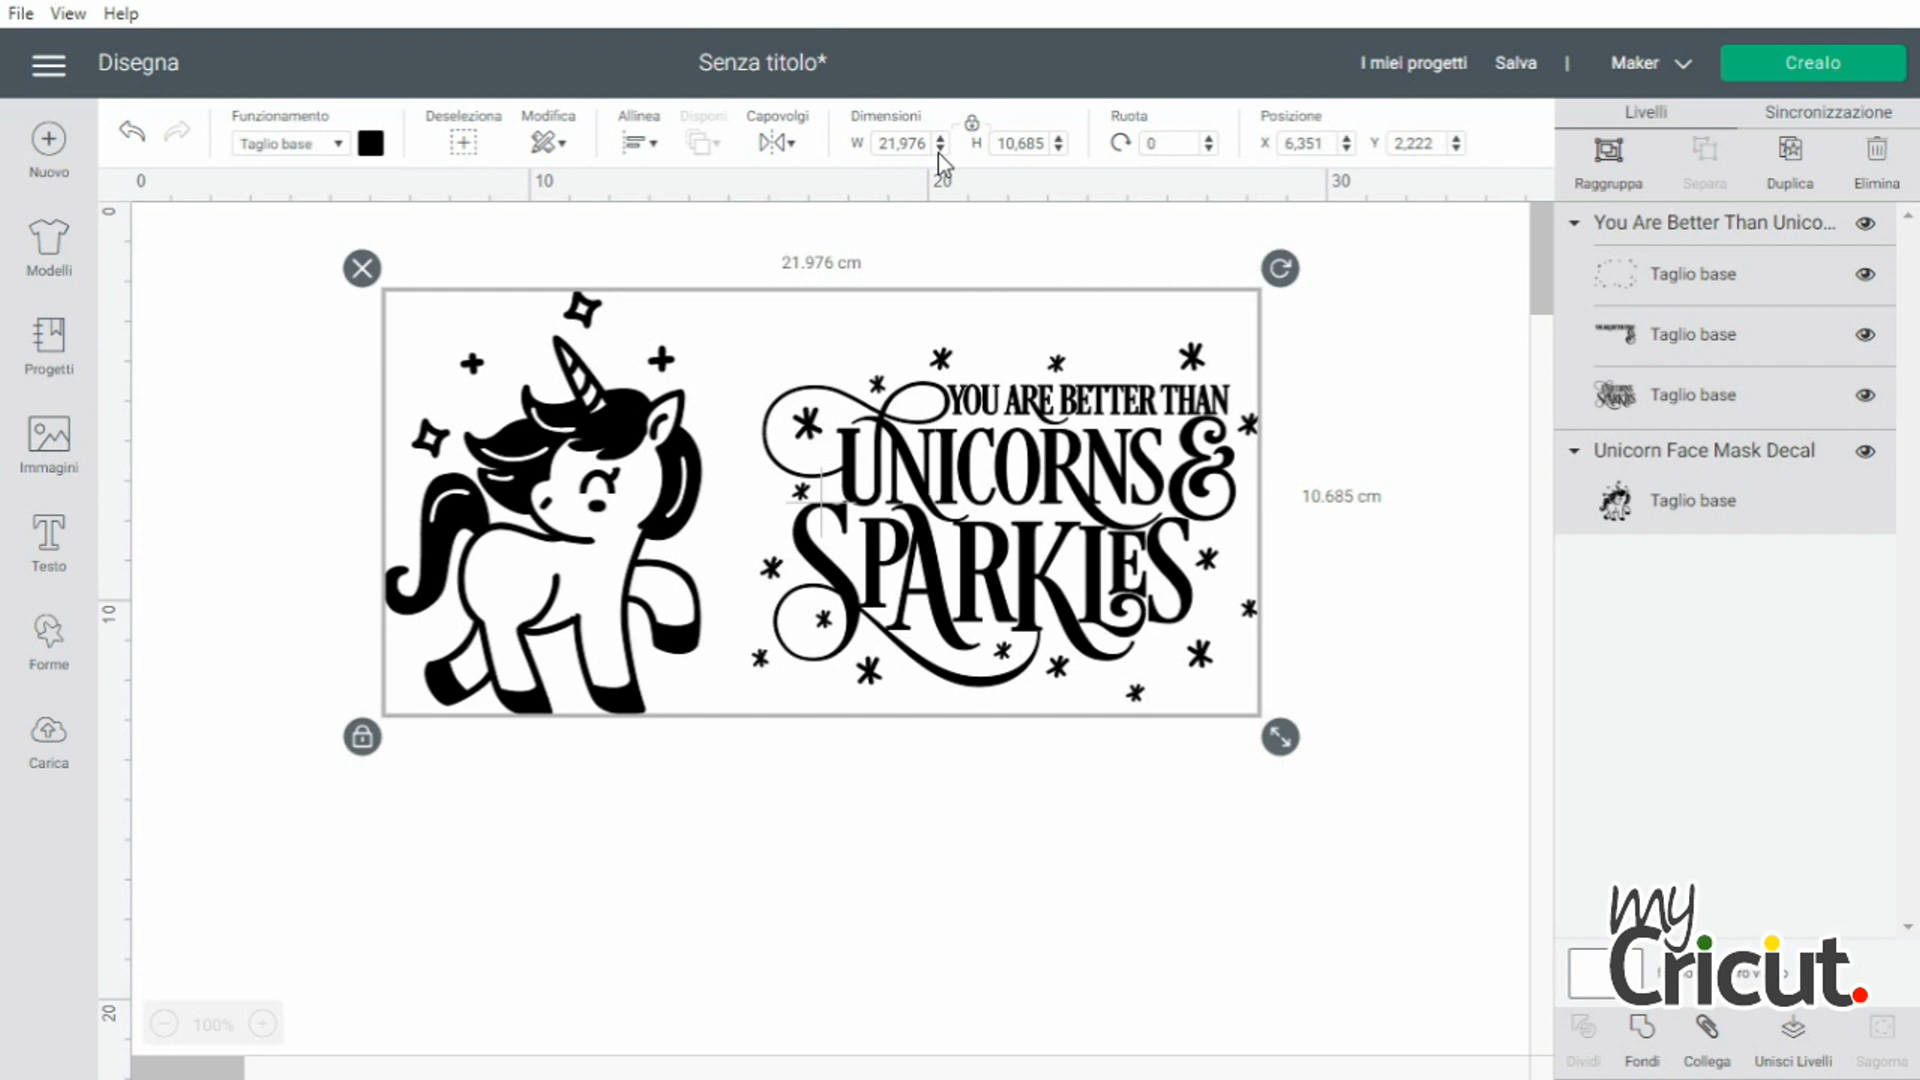 File View Help
Disegna
Senza titolo*
I miei progetti Salva | Maker
Crealo
Funzionamento
Taglio base
Deseleziona
Modifica
Allinea
Disponi
Capovolgi
Dimensioni
W 21,976
H 10,685
Ruota
0
Posizione
X 6,351
Y 2,222
Livelli
Sincronizzazione
Raggruppa
Separa
Duplica
Elimina
0 10 20 30
0
10
20
Nuovo
Modelli
Progetti
Immagini
Testo
Forme
Carica
21.976 cm
10.685 cm
YOU ARE BETTER THAN
UNICORNS &
SPARKLES
You Are Better Than Unico...
Taglio base
Taglio base
Taglio base
Unicorn Face Mask Decal
Taglio base
100%
my
Cricut.
Dividi
Fondi
Collega
Unisci Livelli
Sagoma